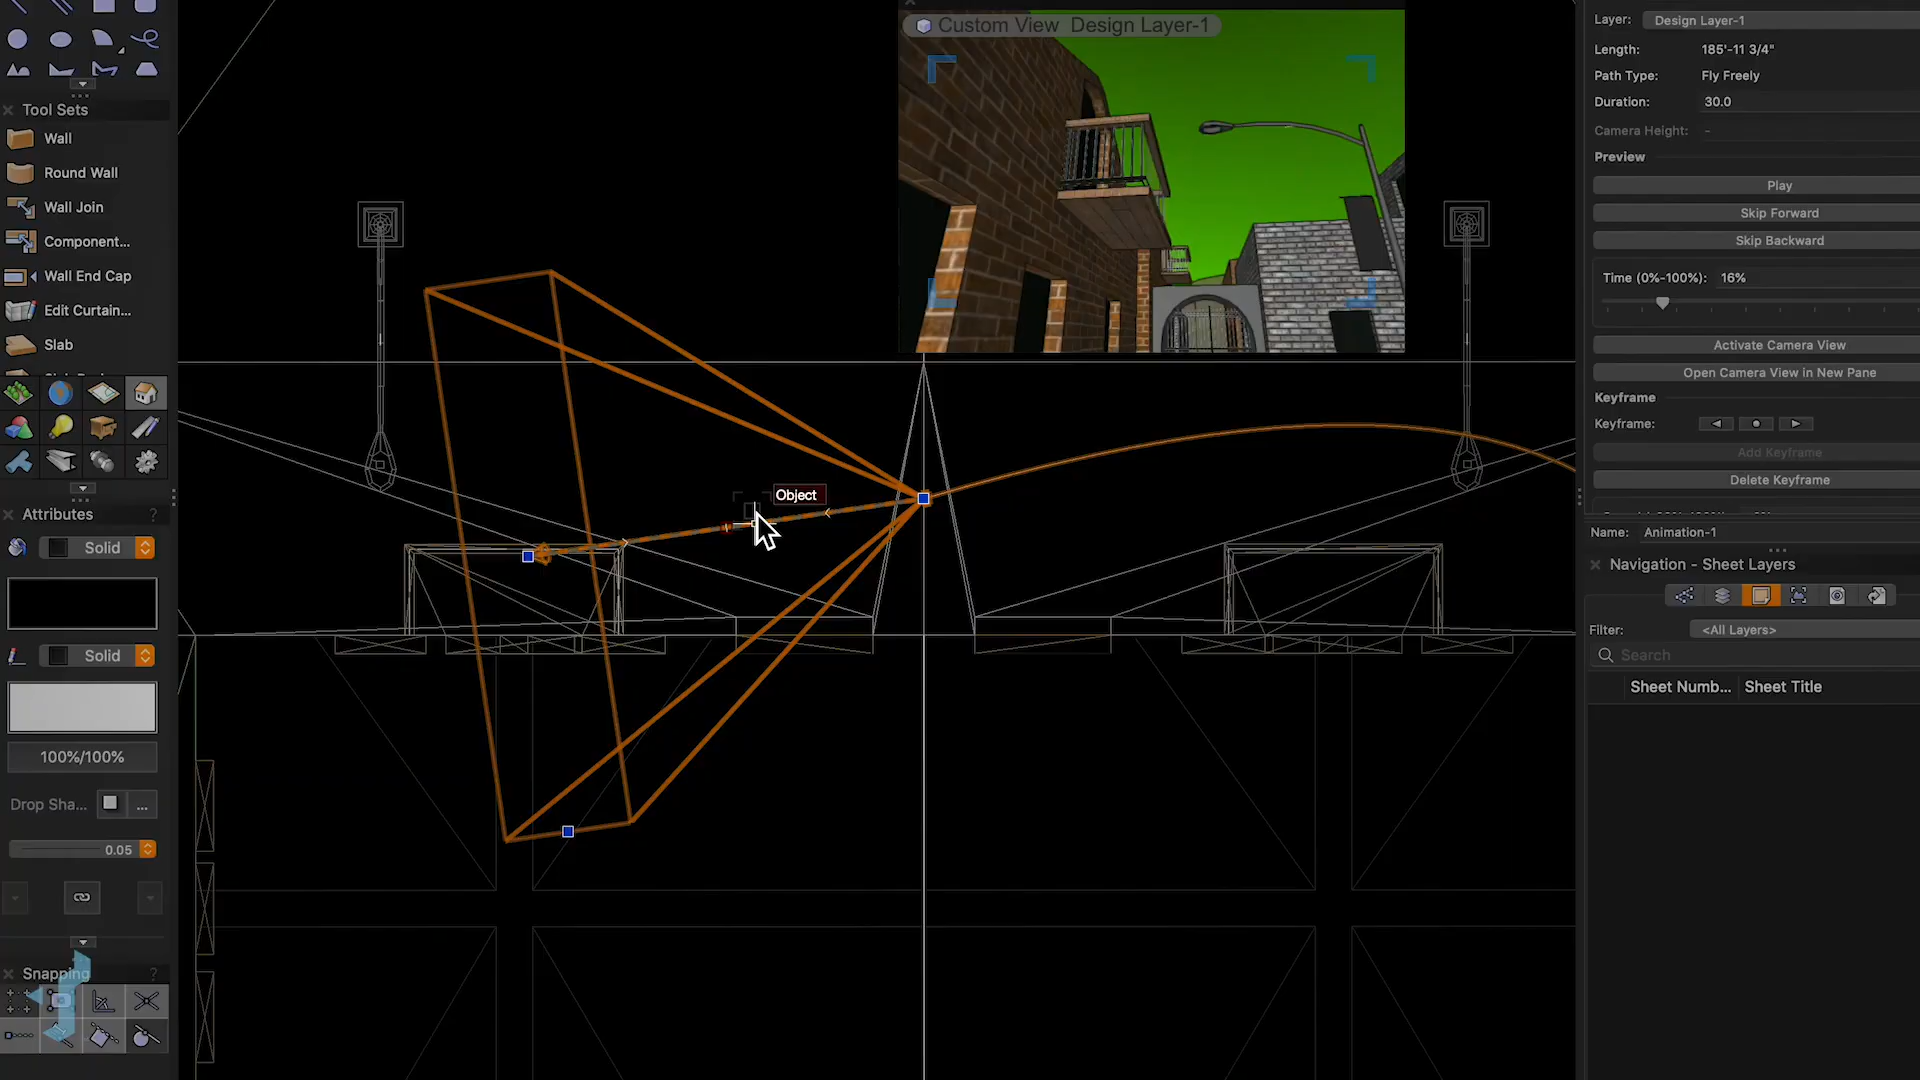 Tool Sets
Wall
Round Wall
Wall Join
Component...
Wall End Cap
Edit Curtain...
Slab
Attributes ?
Solid
Solid
100%/100%
Drop Sha... ...
0.05
Snapping ?
Custom View Design Layer-1
Object
Layer: Design Layer-1
Length: 185'-11 3/4"
Path Type: Fly Freely
Duration: 30.0
Camera Height: -
Preview
Play
Skip Forward
Skip Backward
Time (0%-100%): 16%
Activate Camera View
Open Camera View in New Pane
Keyframe
Keyframe:
Add Keyframe
Delete Keyframe
Name: Animation-1
Navigation - Sheet Layers
Filter: <All Layers>
Search
Sheet Numb... Sheet Title